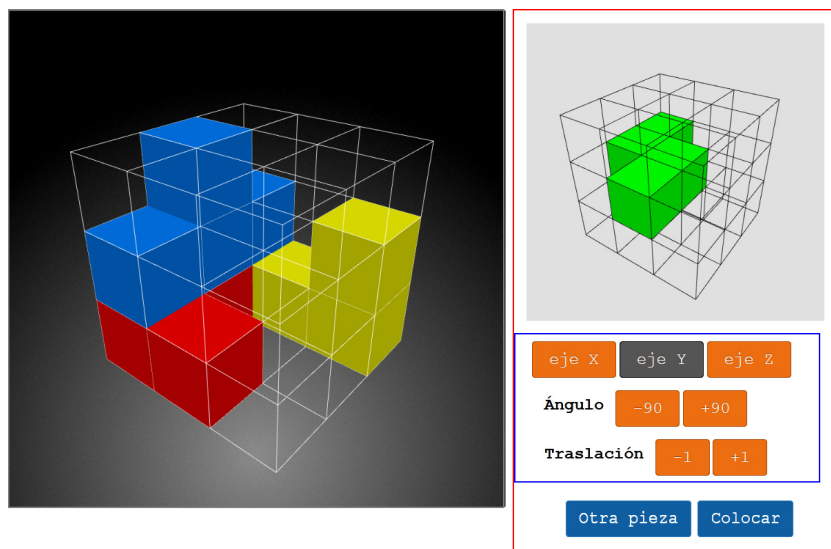 eje X eje Y eje Z
Ángulo -90 +90
Traslación -1 +1
Otra pieza Colocar